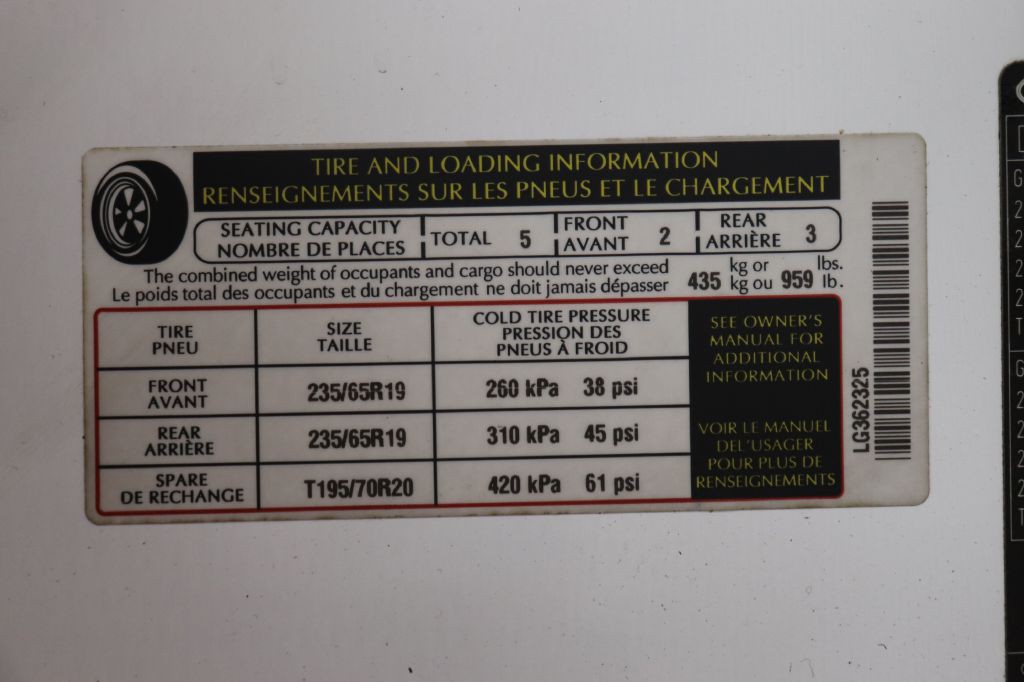 TIRE AND LOADING INFORMATION
RENSEIGNEMENTS SUR LES PNEUS ET LE CHARGEMENT
SEATING CAPACITY
NOMBRE DE PLACES
TOTAL 5
FRONT
AVANT 2
REAR
ARRIÈRE 3
The combined weight of occupants and cargo should never exceed
Le poids total des occupants et du chargement ne doit jamais dépasser
435 kg or
kg ou 959 lbs.
lb.
TIRE
PNEU
SIZE
TAILLE
COLD TIRE PRESSURE
PRESSION DES
PNEUS À FROID
FRONT
AVANT
235/65R19
260 kPa 38 psi
REAR
ARRIÈRE
235/65R19
310 kPa 45 psi
SPARE
DE RECHANGE
T195/70R20
420 kPa 61 psi
SEE OWNER'S
MANUAL FOR
ADDITIONAL
INFORMATION
VOIR LE MANUEL
DEL'USAGER
POUR PLUS DE
RENSEIGNEMENTS
LG362325